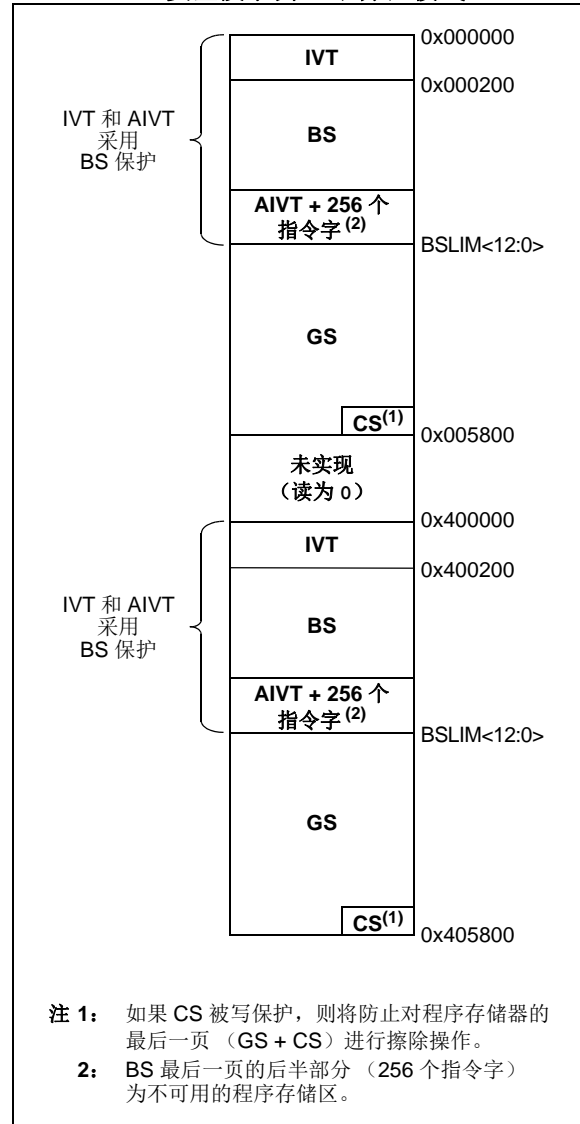 0x000000
IVT
0x000200
IVT 和 AIVT
采用
BS 保护
BS
AIVT + 256 个
指令字 (2)
BSLIM<12:0>
GS
CS(1)
0x005800
未实现
（读为 0）
0x400000
IVT
0x400200
IVT 和 AIVT
采用
BS 保护
BS
AIVT + 256 个
指令字 (2)
BSLIM<12:0>
GS
CS(1)
0x405800
注 1： 如果 CS 被写保护，则将防止对程序存储器的
最后一页 （GS + CS）进行擦除操作。
2： BS 最后一页的后半部分 （256 个指令字）
为不可用的程序存储区。